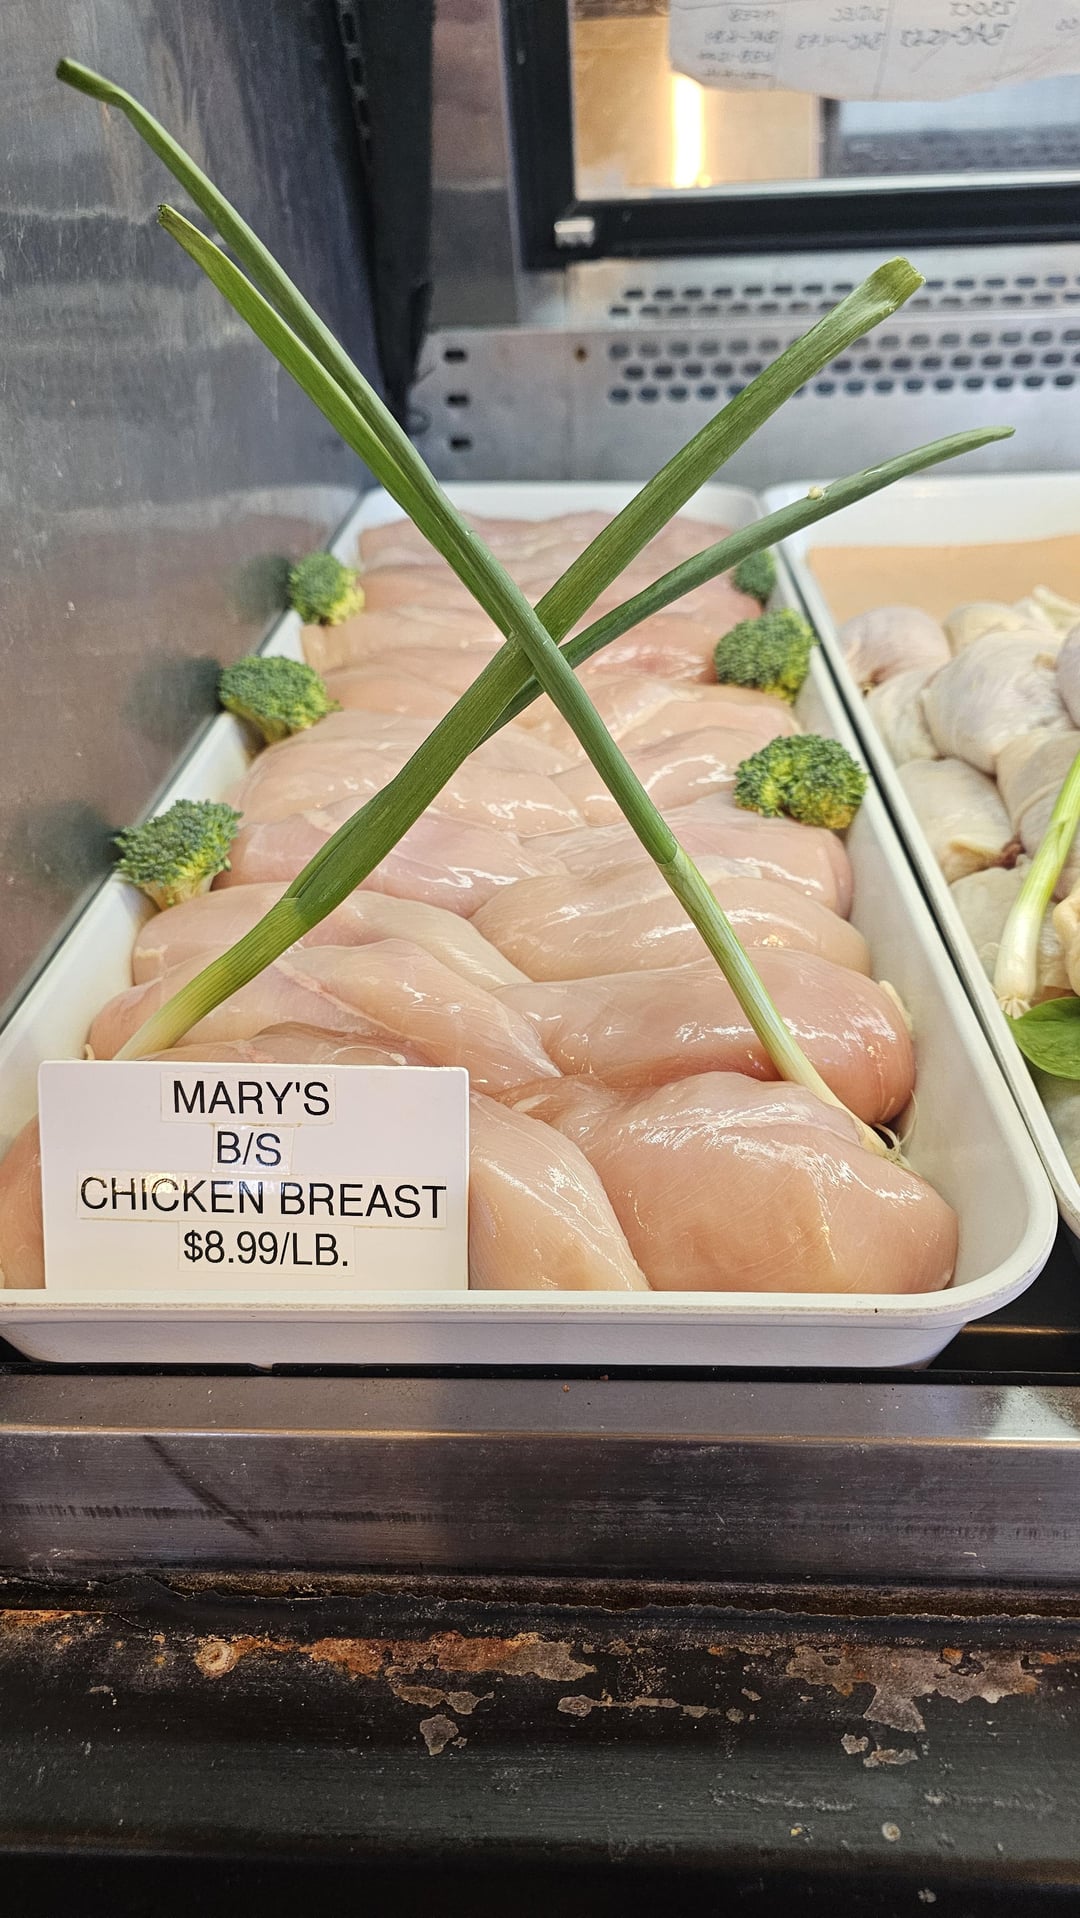 MARY'S
B/S
CHICKEN BREAST
$8.99/LB.